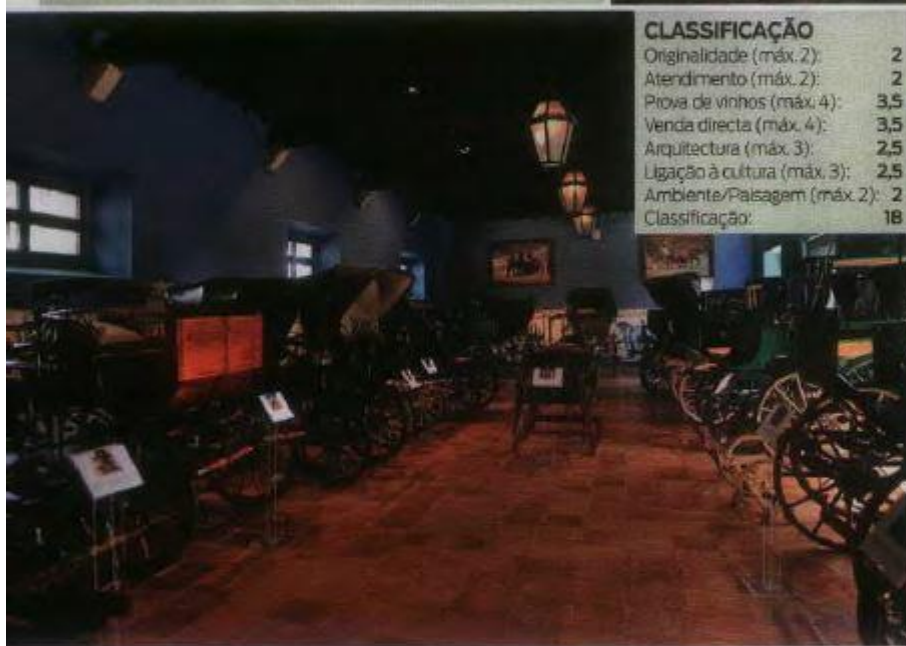 CLASSIFICAÇÃO
Originalidade (máx. 2): 2
Atendimento (máx. 2): 2
Prova de vinhos (máx. 4): 3,5
Venda directa (máx. 4): 3,5
Arquitectura (máx. 3): 2,5
Ligação à cultura (máx. 3): 2,5
Ambiente/Paisagem (máx. 2): 2
Classificação: 18